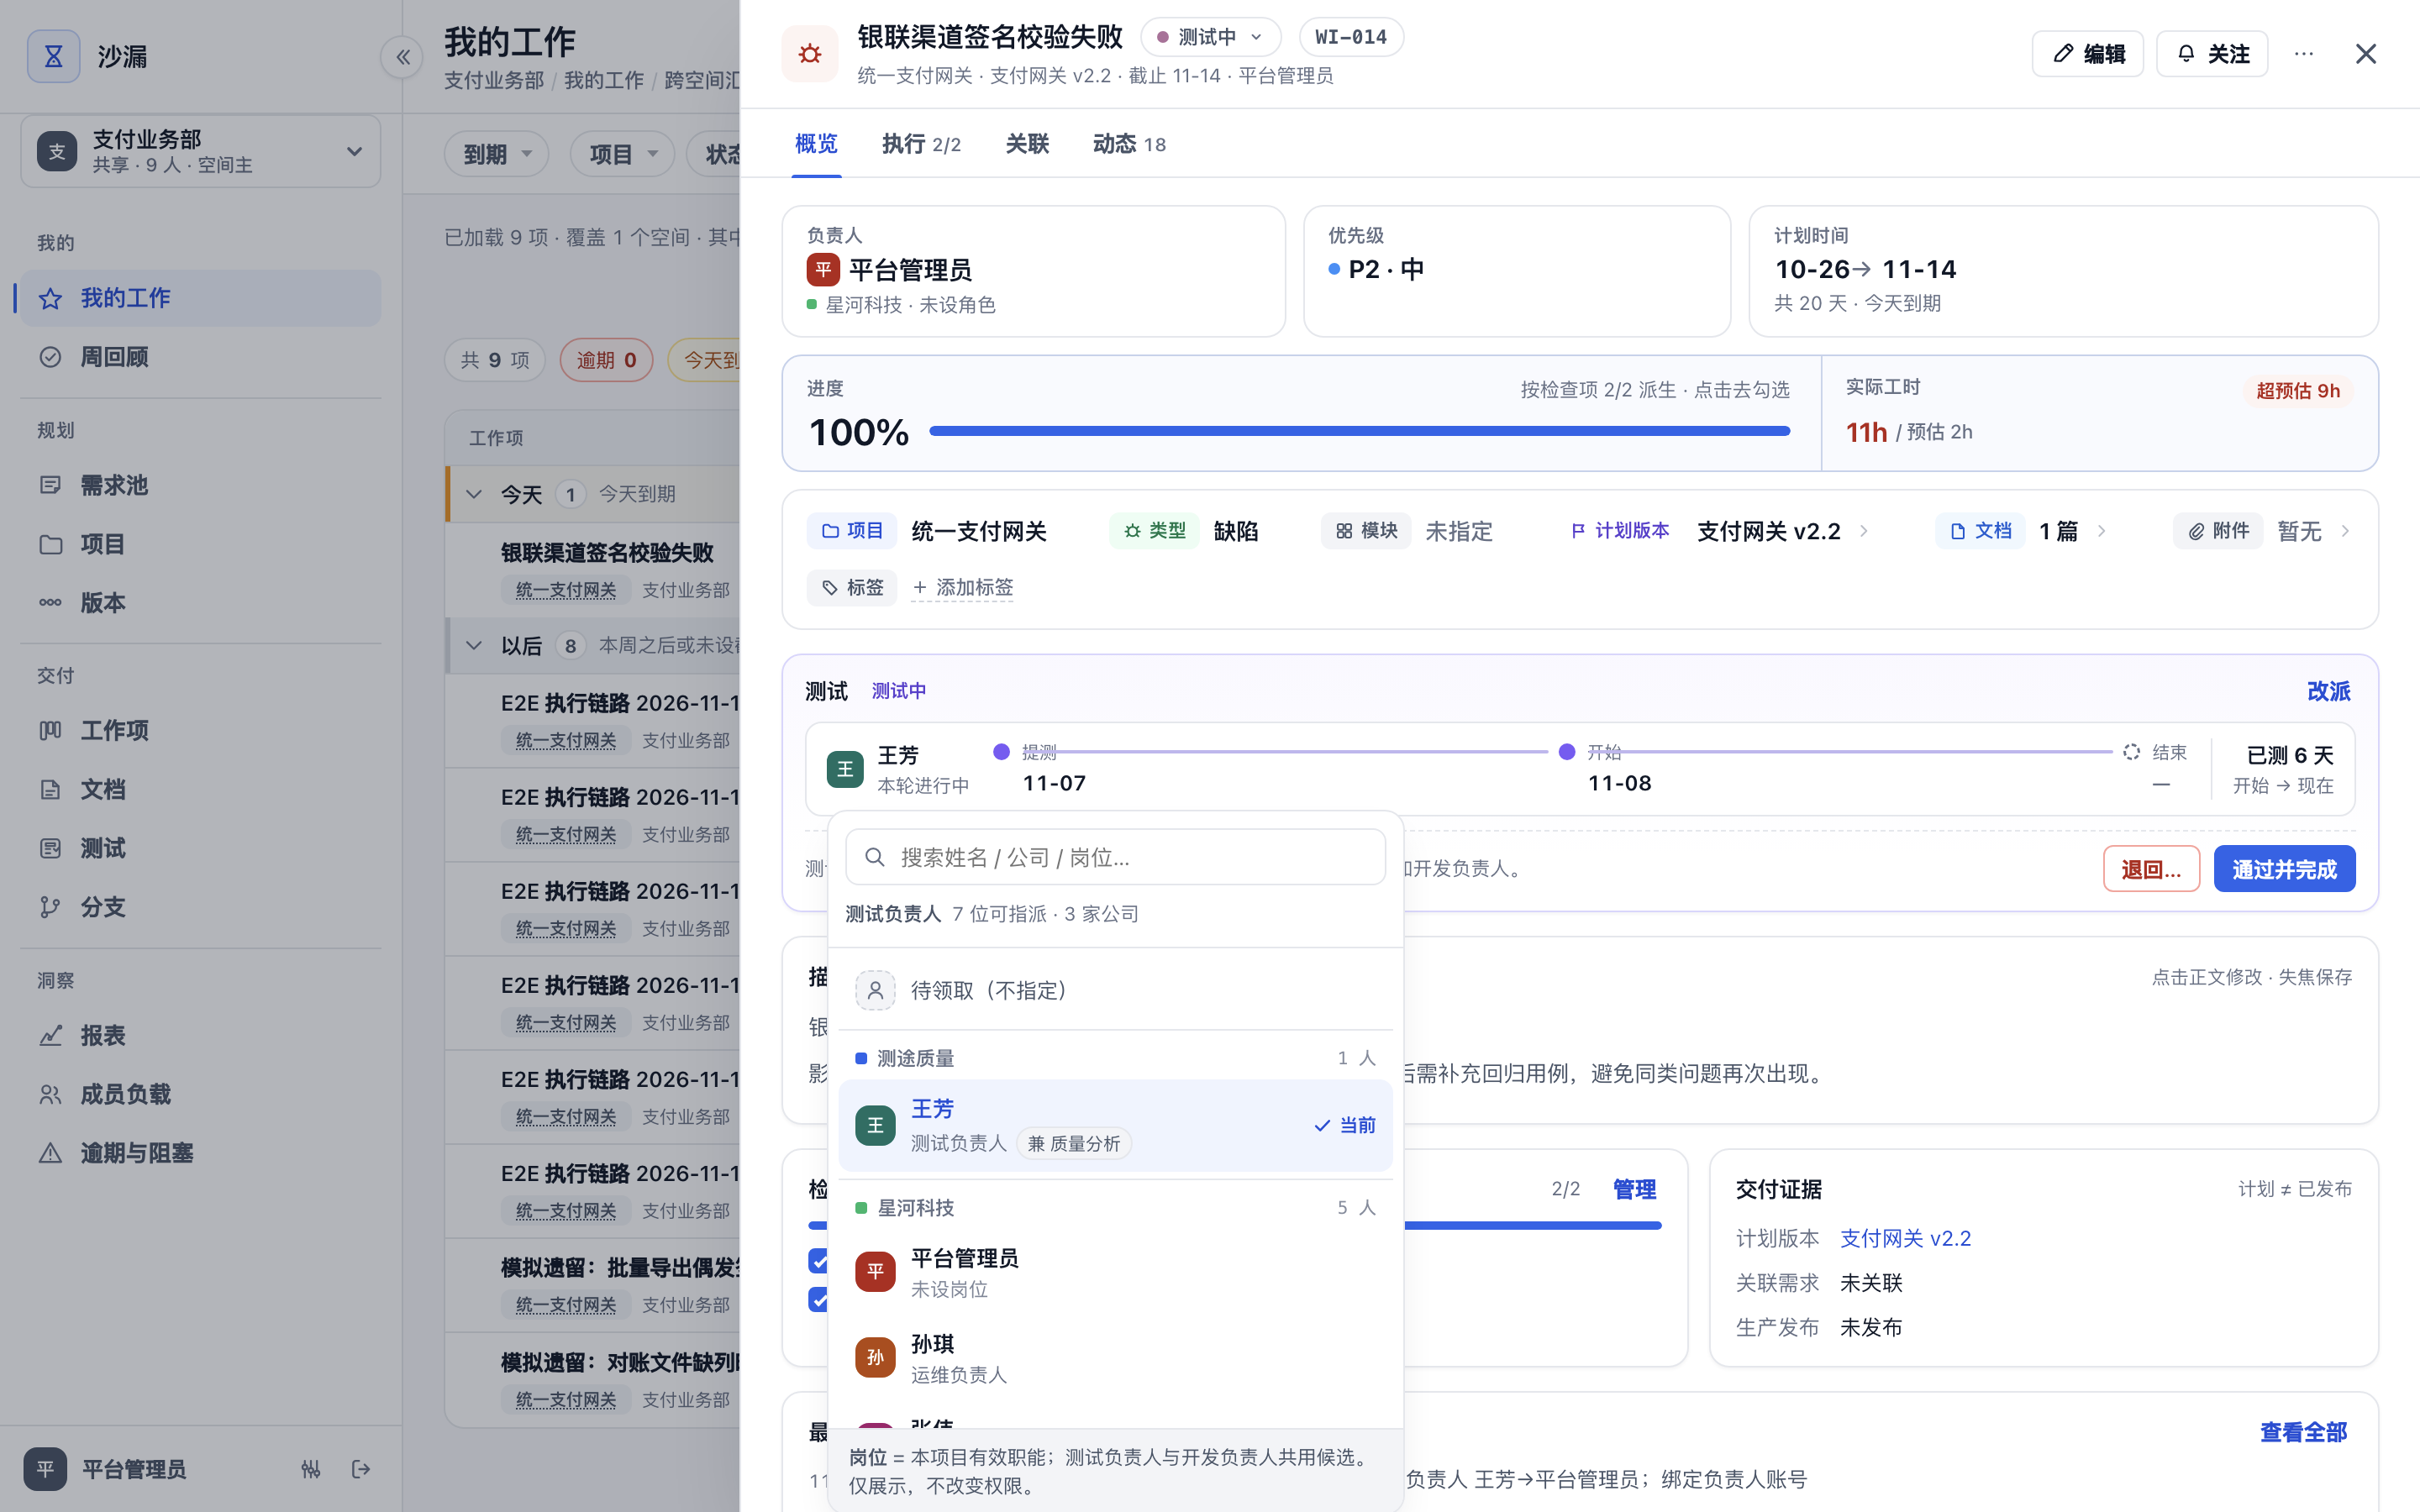 沙漏
支付业务部
共享 · 9 人 · 空间主
我的
我的工作
周回顾
规划
需求池
项目
版本
交付
工作项
文档
测试
分支
洞察
报表
成员负载
逾期与阻塞
平 平台管理员
我的工作
支付业务部 / 我的工作 / 跨空间汇
到期 项目 状态
已加载 9 项 · 覆盖 1 个空间 · 其中
共 9 项 逾期 0 今天到
工作项
今天 1 今天到期
银联渠道签名校验失败
统一支付网关 支付业务部
以后 8 本周之后或未设
E2E 执行链路 2026-11-1
统一支付网关 支付业务部
E2E 执行链路 2026-11-1
统一支付网关 支付业务部
E2E 执行链路 2026-11-1
统一支付网关 支付业务部
E2E 执行链路 2026-11-1
统一支付网关 支付业务部
E2E 执行链路 2026-11-1
统一支付网关 支付业务部
E2E 执行链路 2026-11-1
统一支付网关 支付业务部
模拟遗留：批量导出偶发
统一支付网关 支付业务部
模拟遗留：对账文件缺列
统一支付网关 支付业务部
银联渠道签名校验失败 测试中 WI-014
统一支付网关 · 支付网关 v2.2 · 截止 11-14 · 平台管理员
编辑 关注 ···
概览 执行 2/2 关联 动态 18
负责人
平 平台管理员
星河科技 · 未设角色
优先级
P2 · 中
计划时间
10-26→ 11-14
共 20 天 · 今天到期
进度 按检查项 2/2 派生 · 点击去勾选
100%
实际工时 超预估 9h
11h / 预估 2h
项目 统一支付网关 类型 缺陷 模块 未指定 计划版本 支付网关 v2.2 文档 1 篇 附件 暂无
标签 + 添加标签
测试 测试中 改派
王 王芳 本轮进行中
提测 11-07
开始 11-08
结束 —
已测 6 天
开始 → 现在
测 和开发负责人。 退回... 通过并完成
搜索姓名 / 公司 / 岗位...
测试负责人 7 位可指派 · 3 家公司
待领取（不指定）
测途质量 1 人
王 王芳
测试负责人 兼 质量分析 当前
星河科技 5 人
平 平台管理员
未设岗位
孙 孙琪
运维负责人
张伟
岗位 = 本项目有效职能；测试负责人与开发负责人共用候选。
仅展示，不改变权限。
描 点击正文修改 · 失焦保存
银
影 后需补充回归用例，避免同类问题再次出现。
检 2/2 管理
交付证据 计划 ≠ 已发布
计划版本 支付网关 v2.2
关联需求 未关联
生产发布 未发布
最 查看全部
11 负责人 王芳→平台管理员；绑定负责人账号